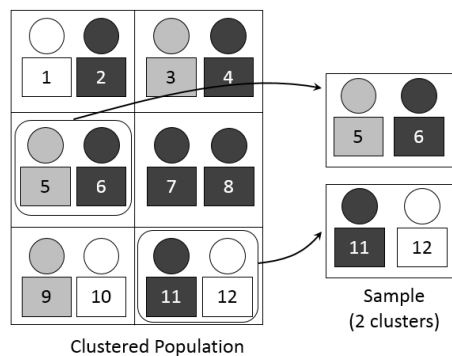 1 2 3 4
5 6
5 6 7 8
11 12
9 10 11 12
Sample
(2 clusters)
Clustered Population